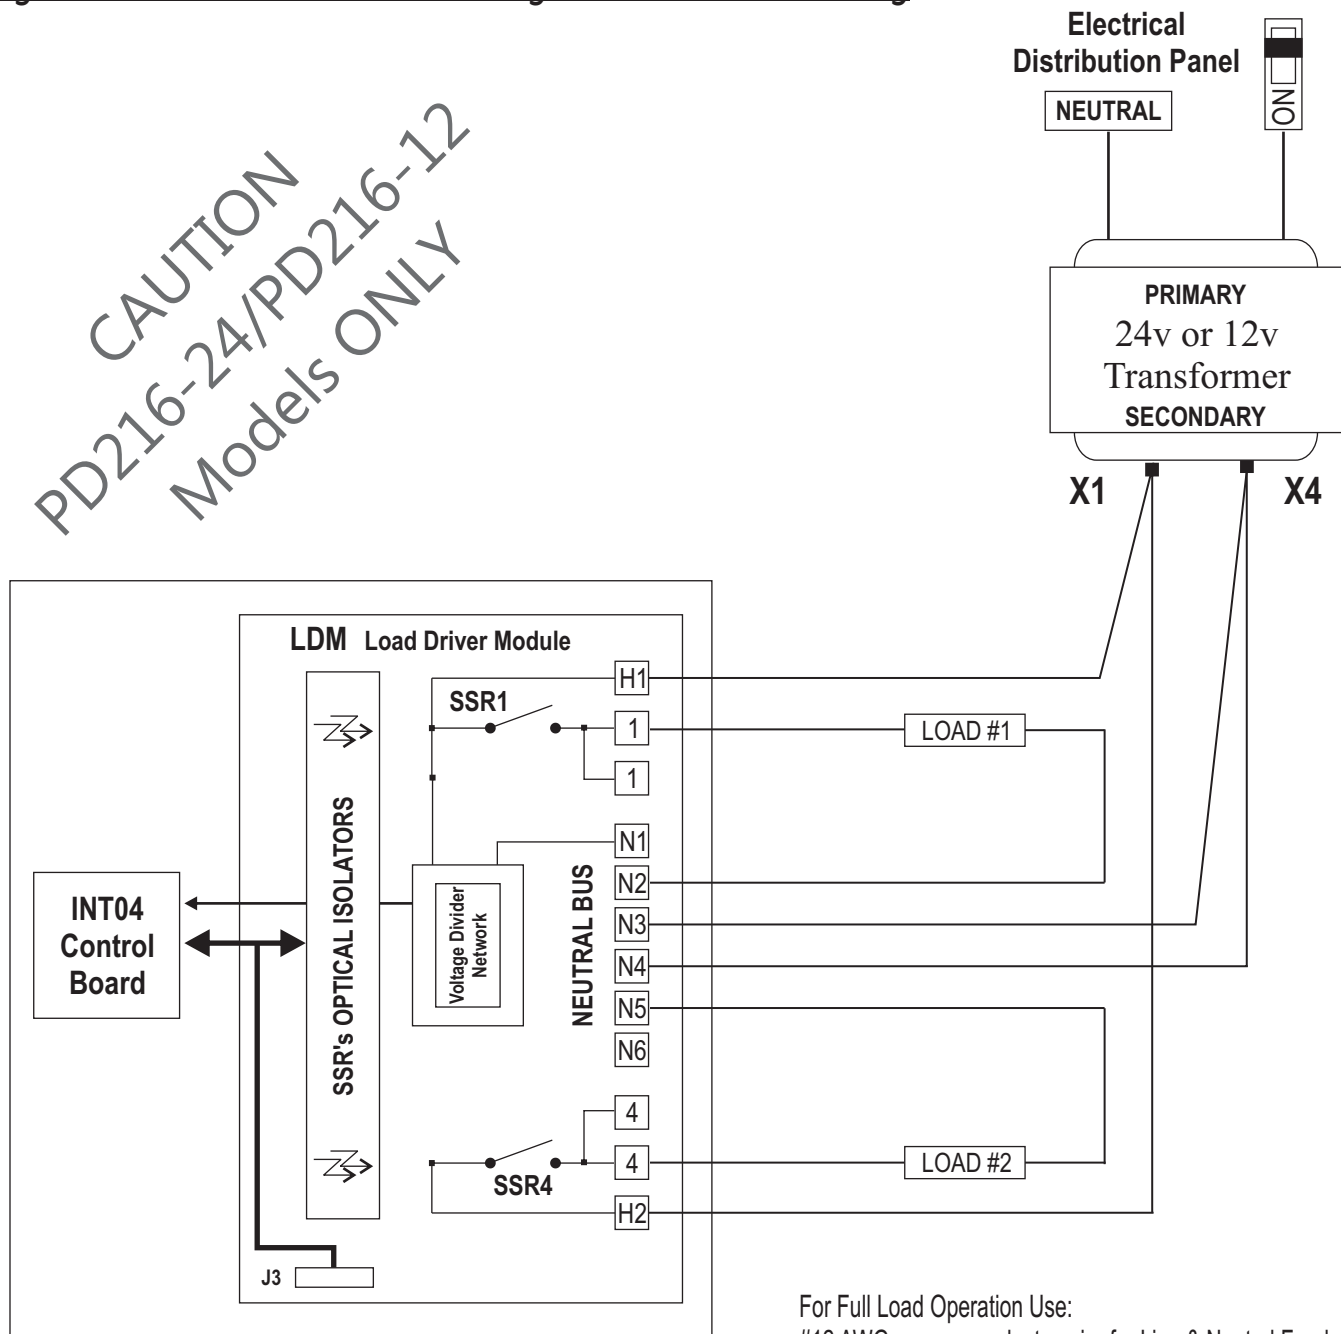 Electrical
Distribution Panel
NEUTRAL
ON
CAUTION
PD216-24/PD216-12
Models ONLY
PRIMARY
24v or 12v
Transformer
SECONDARY
X1
X4
LDM Load Driver Module
H1
SSR1
1
LOAD #1
1
SSR's OPTICAL ISOLATORS
N1
NEUTRAL BUS
N2
INT04
Control
Board
Voltage Divider
Network
N3
N4
N5
N6
4
4
LOAD #2
SSR4
H2
J3
For Full Load Operation Use: